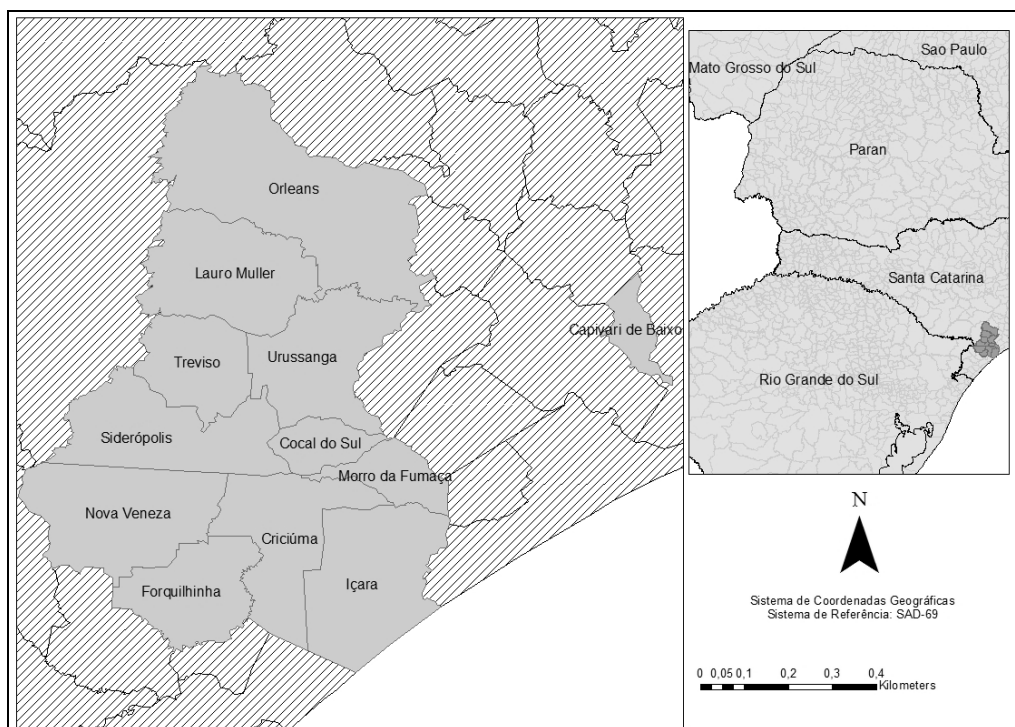 Orleans
Lauro Muller
Capivari de Baixo
Treviso
Urussanga
Siderópolis
Cocal do Sul
Morro da Fumaça
Nova Veneza
Criciúma
Forquilhinha
Içara
Sao Paulo
Mato Grosso do Sul
Paran
Santa Catarina
Rio Grande do Sul
N
Sistema de Coordenadas Geográficas
Sistema de Referência: SAD-69
0 0,05 0,1 0,2 0,3 0,4
Kilometers